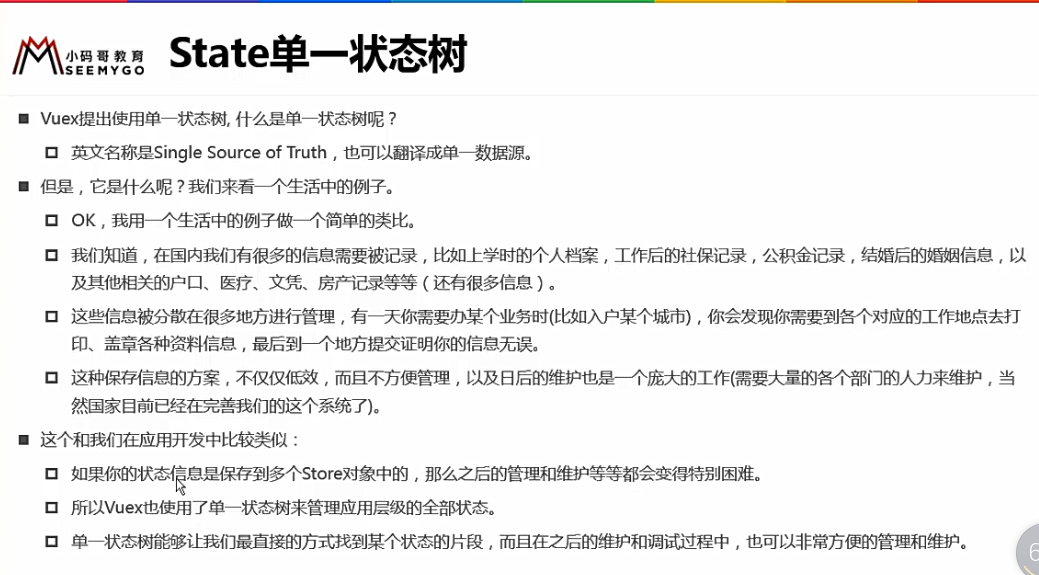 小码哥教育
SEEMYGO
State单一状态树
Vuex提出使用单一状态树, 什么是单一状态树呢？
英文名称是Single Source of Truth，也可以翻译成单一数据源。
但是，它是什么呢？我们来看一个生活中的例子。
OK，我用一个生活中的例子做一个简单的类比。
我们知道，在国内我们有很多的信息需要被记录，比如上学时的个人档案，工作后的社保记录，公积金记录，结婚后的婚姻信息，以
及其他相关的户口、医疗、文凭、房产记录等等（还有很多信息）。
这些信息被分散在很多地方进行管理，有一天你需要办某个业务时(比如入户某个城市)，你会发现你需要到各个对应的工作地点去打
印、盖章各种资料信息，最后到一个地方提交证明你的信息无误。
这种保存信息的方案，不仅仅低效，而且不方便管理，以及日后的维护也是一个庞大的工作(需要大量的各个部门的人力来维护，当
然国家目前已经在完善我们的这个系统了)。
这个和我们在应用开发中比较类似：
如果你的状态信息是保存到多个Store对象中的，那么之后的管理和维护等等都会变得特别困难。
所以Vuex也使用了单一状态树来管理应用层级的全部状态。
单一状态树能够让我们最直接的方式找到某个状态的片段，而且在之后的维护和调试过程中，也可以非常方便的管理和维护。